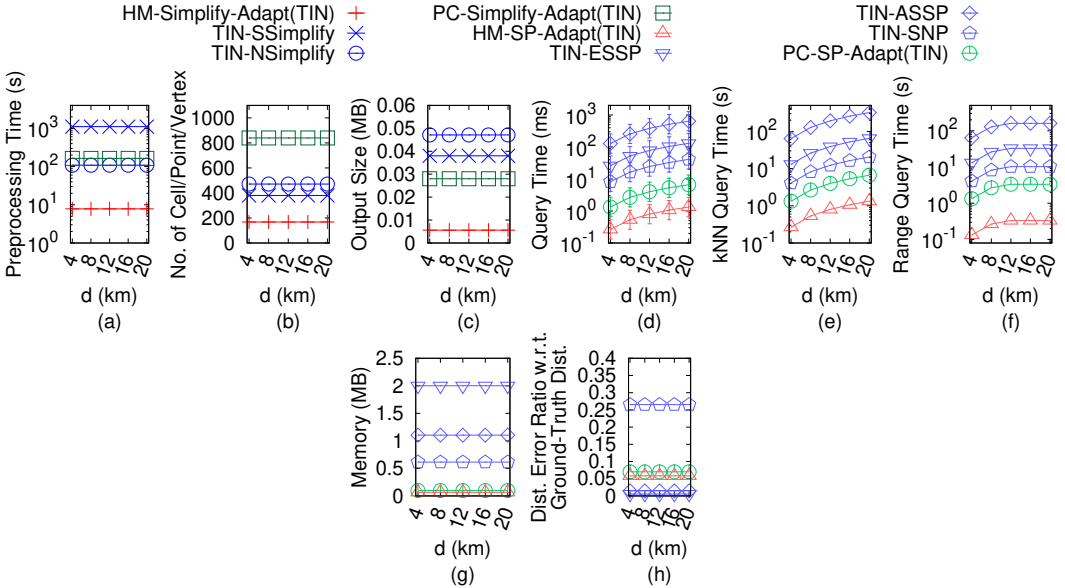 HM-Simplify-Adapt(TIN)
TIN-SSimplify
TIN-NSimplify
PC-Simplify-Adapt(TIN)
HM-SP-Adapt(TIN)
TIN-ESSP
TIN-ASSP
TIN-SNP
PC-SP-Adapt(TIN)
Preprocessing Time (s)
10^3
10^2
10^1
10^0
4 8 12 16 20
d (km)
(a)
No. of Cell/Point/Vertex
1000
800
600
400
200
0
4 8 12 16 20
d (km)
(b)
Output Size (MB)
0.06
0.05
0.04
0.03
0.02
0.01
0
4 8 12 16 20
d (km)
(c)
Query Time (ms)
10^3
10^2
10^1
10^0
10^-1
4 8 12 16 20
d (km)
(d)
kNN Query Time (s)
10^2
10^1
10^0
10^-1
4 8 12 16 20
d (km)
(e)
Range Query Time (s)
10^2
10^1
10^0
10^-1
4 8 12 16 20
d (km)
(f)
Memory (MB)
2.5
2
1.5
1
0.5
0
4 8 12 16 20
d (km)
(g)
Dist. Error Ratio w.r.t.
Ground-Truth Dist.
0.4
0.35
0.3
0.25
0.2
0.15
0.1
0.05
0
4 8 12 16 20
d (km)
(h)